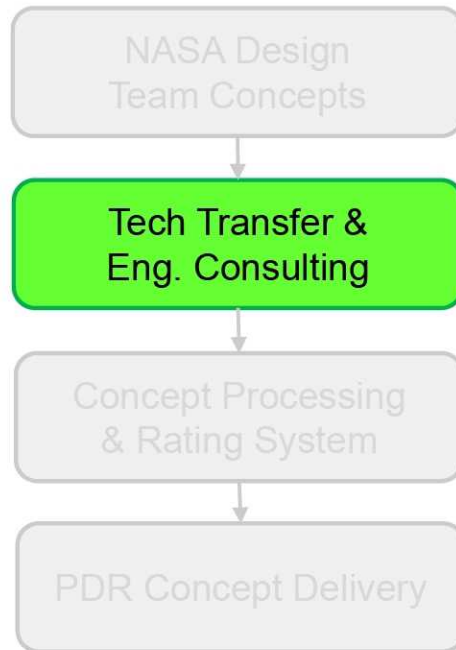 NASA Design
Team Concepts
Tech Transfer &
Eng. Consulting
Concept Processing
& Rating System
PDR Concept Delivery